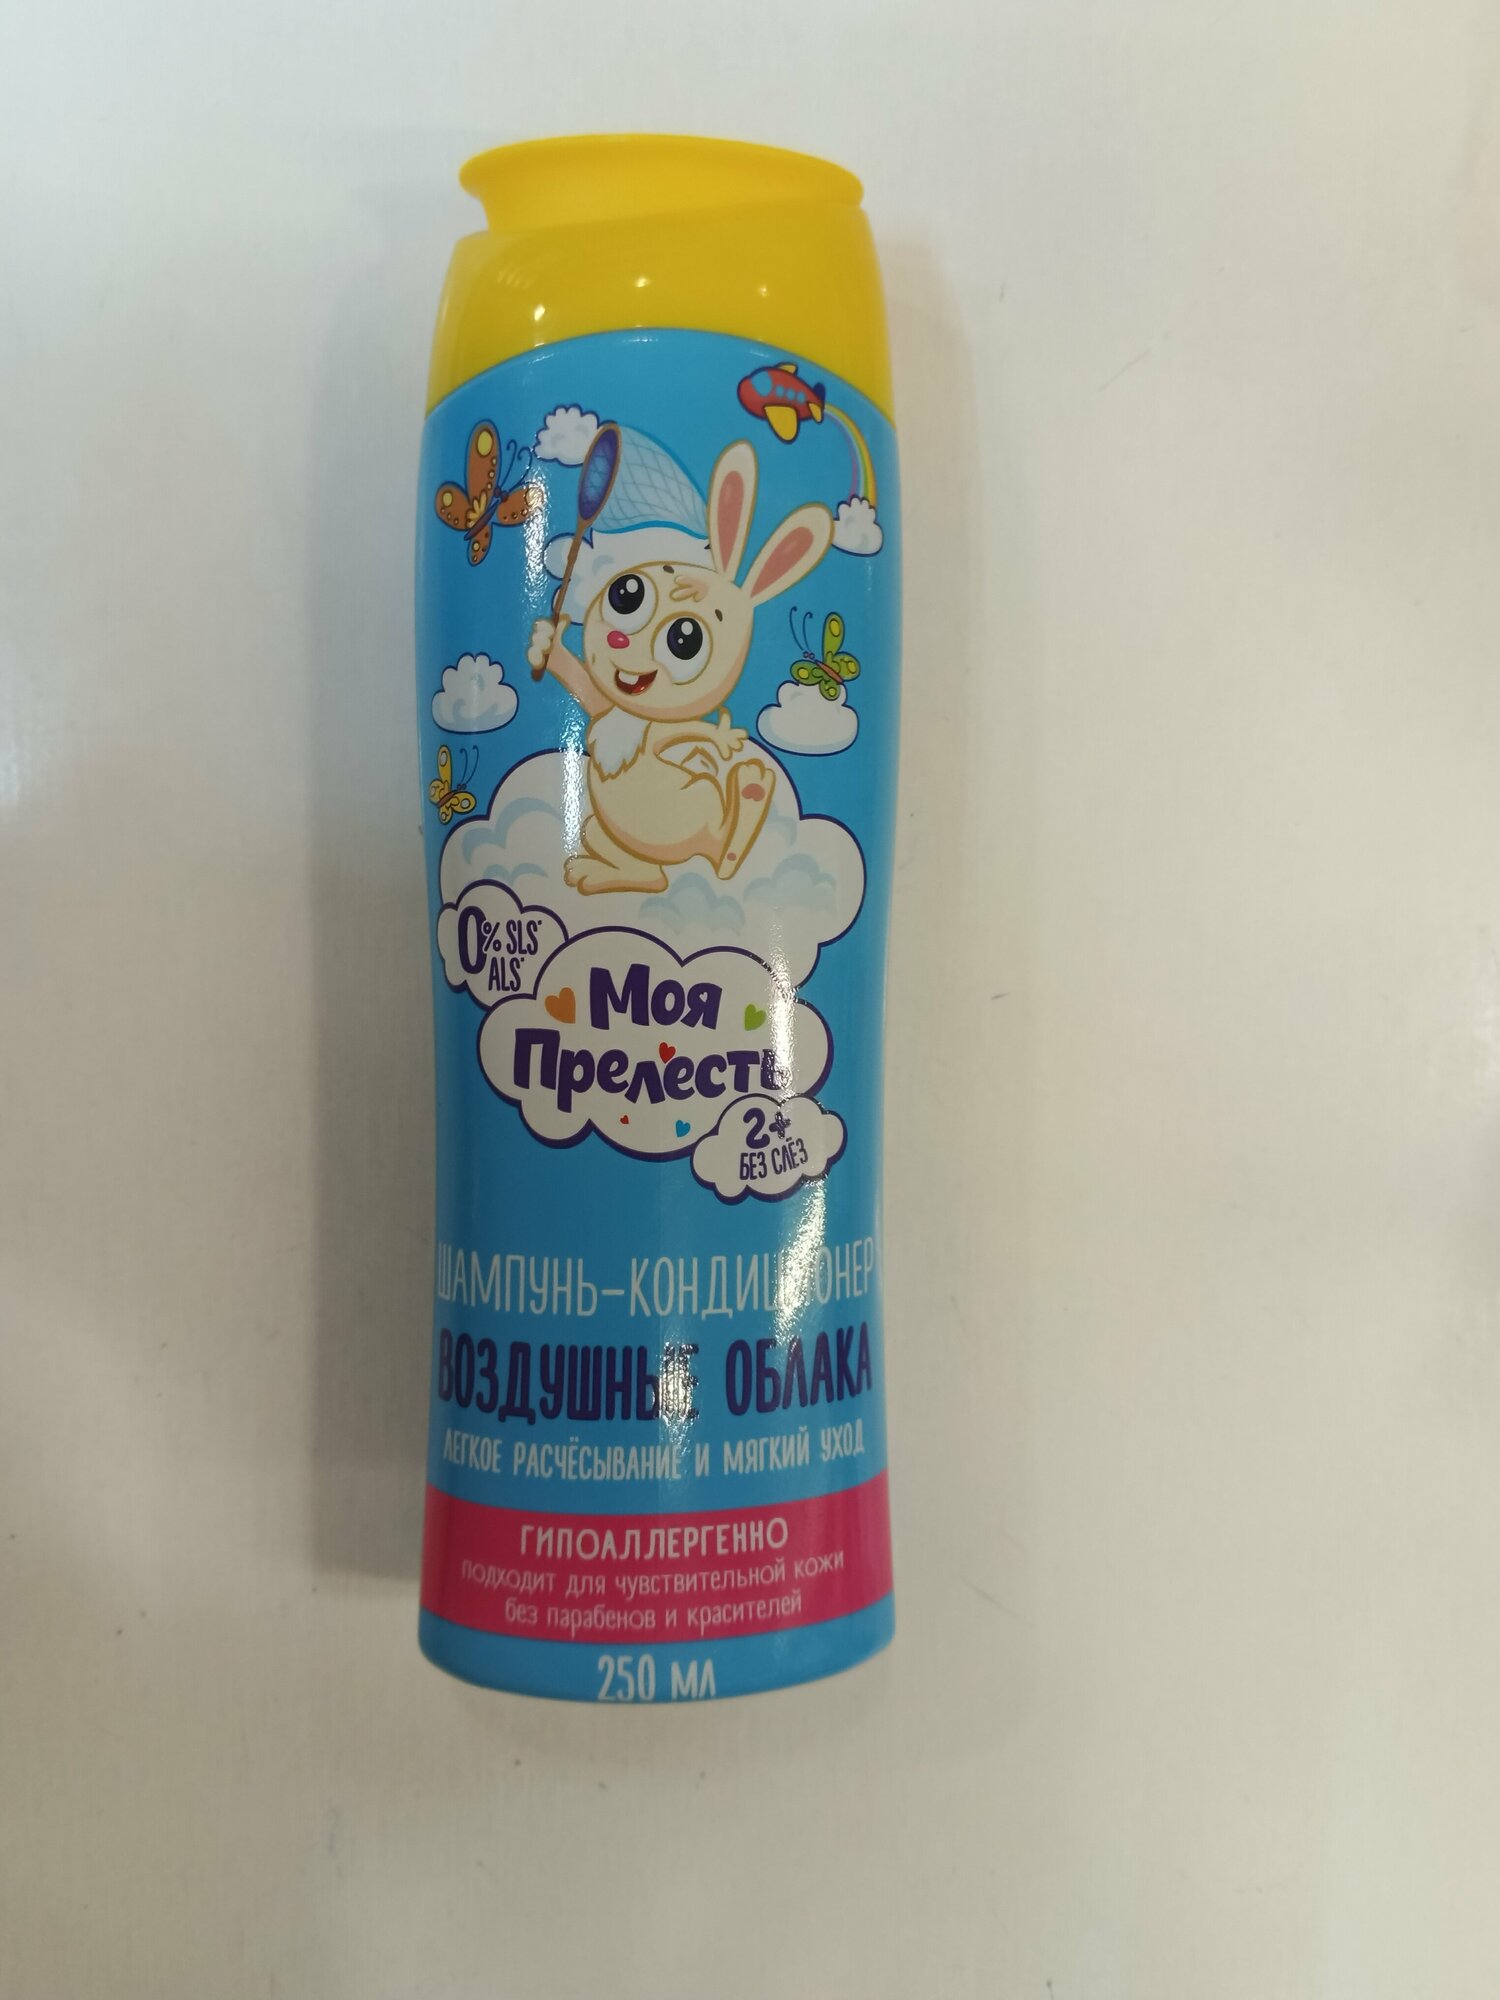 0% SLS*
ALS*
Моя
Прелесть
2+
БЕЗ СЛЁЗ
ШАМПУНЬ-КОНДИЦИОНЕР
ВОЗДУШНЫЕ ОБЛАКА
ЛЕГКОЕ РАСЧЁСЫВАНИЕ И МЯГКИЙ УХОД
ГИПОАЛЛЕРГЕННО
подходит для чувствительной кожи
без парабенов и красителей
250 МЛ